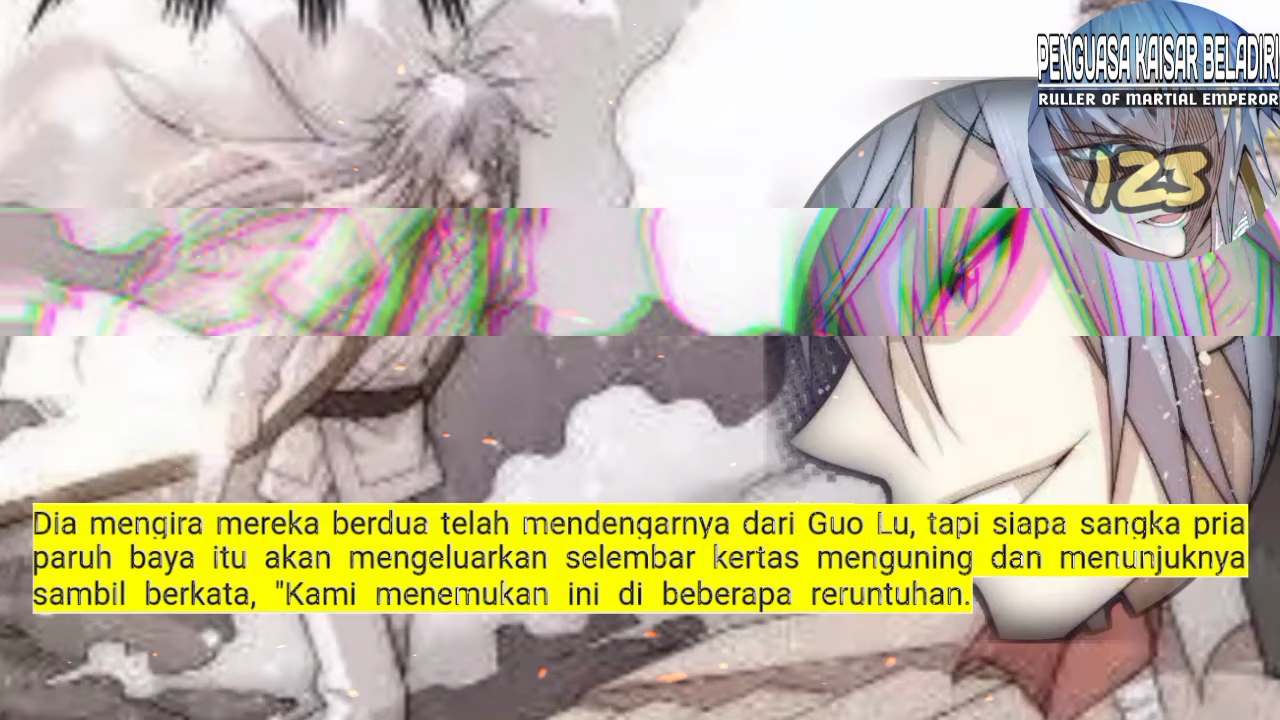 PENGUASA KAISAR BELADIRI
RULLER OF MARTIAL EMPEROR
123
Dia mengira mereka berdua telah mendengarnya dari Guo Lu, tapi siapa sangka pria
paruh baya itu akan mengeluarkan selembar kertas menguning dan menunjuknya
sambil berkata, "Kami menemukan ini di beberapa reruntuhan.